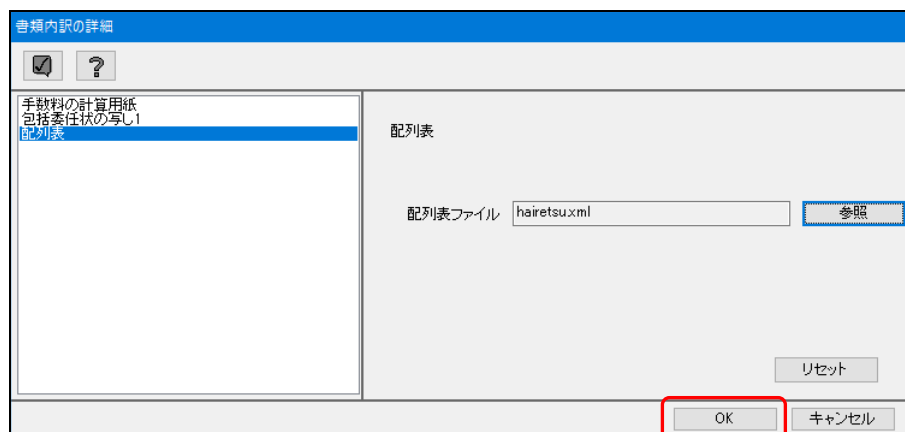 書類内訳の詳細
?
手数料の計算用紙
包括委任状の写し1
配列表
配列表
配列表ファイル hairetsu.xml 参照
リセット
OK キャンセル